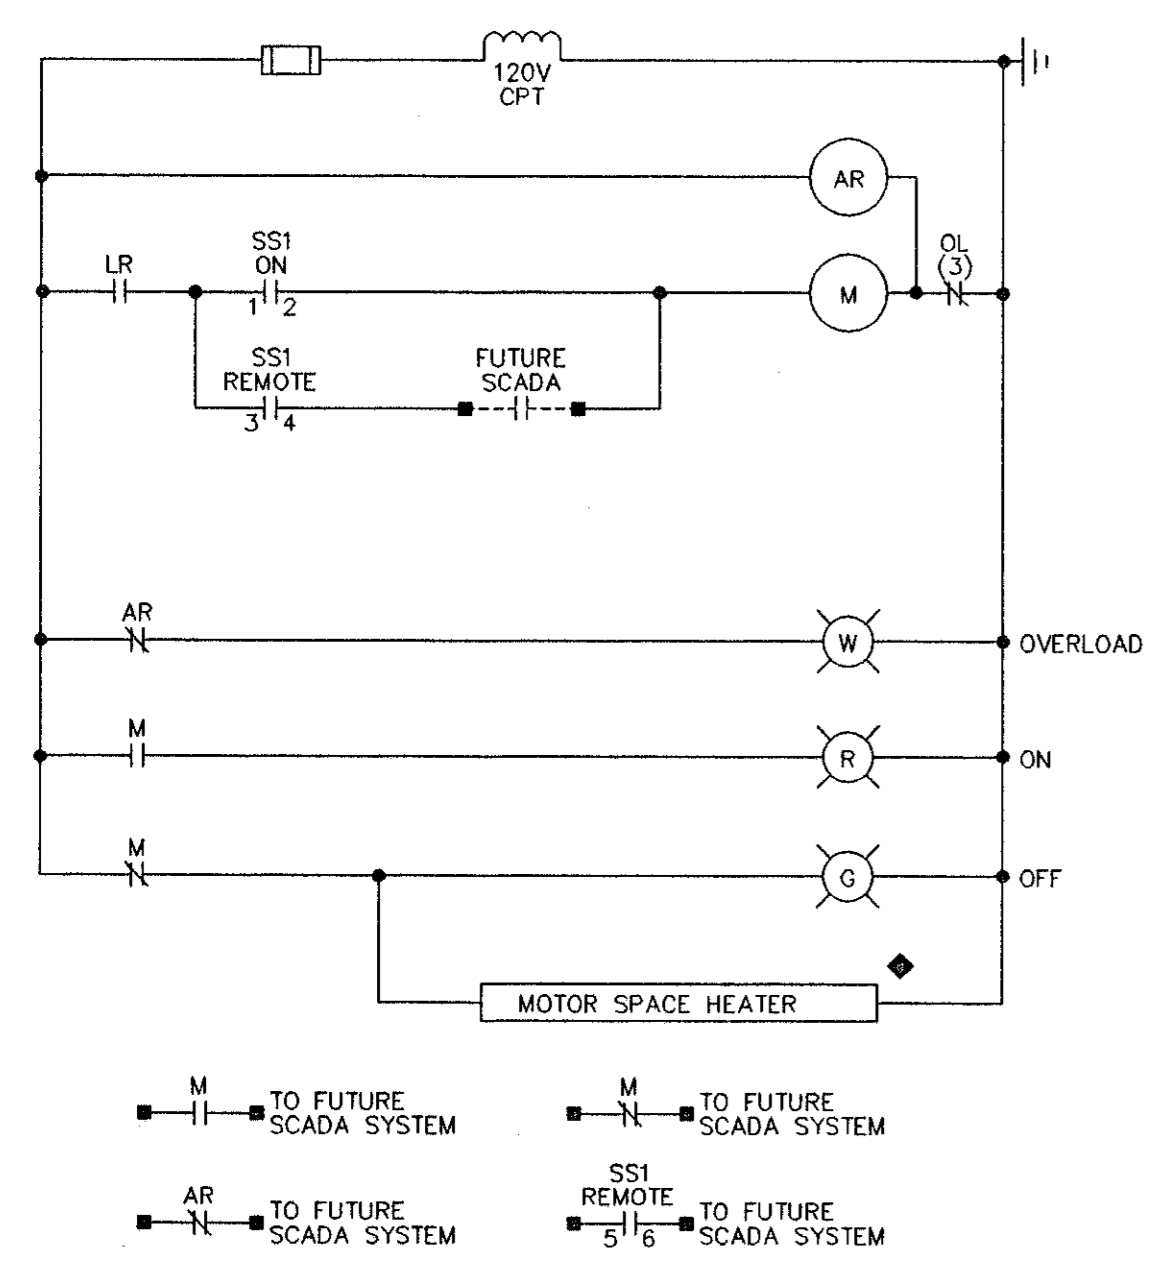 120V
CPT
AR
SS1
ON
LR
1 2
M
OL
(3)
SS1
REMOTE
3 4
FUTURE
SCADA
AR
W
OVERLOAD
M
R
ON
M
G
OFF
MOTOR SPACE HEATER
M
TO FUTURE
SCADA SYSTEM
M
TO FUTURE
SCADA SYSTEM
AR
TO FUTURE
SCADA SYSTEM
SS1
REMOTE
5 6
TO FUTURE
SCADA SYSTEM